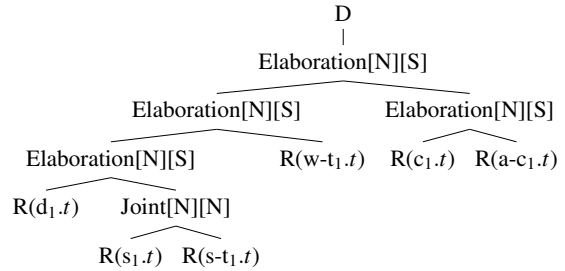 D
Elaboration[N][S]
Elaboration[N][S] Elaboration[N][S]
Elaboration[N][S] R(w-t₁.t) R(c₁.t) R(a-c₁.t)
R(d₁.t) Joint[N][N]
R(s₁.t) R(s-t₁.t)